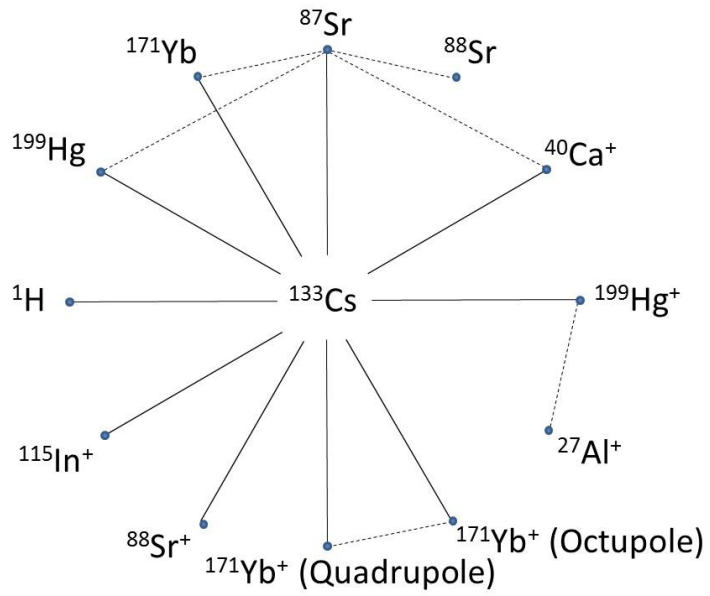 ⁸⁷Sr
¹⁷¹Yb
⁸⁸Sr
¹⁹⁹Hg
⁴⁰Ca⁺
¹H
¹³³Cs
¹⁹⁹Hg⁺
¹¹⁵In⁺
²⁷Al⁺
⁸⁸Sr⁺
¹⁷¹Yb⁺ (Octupole)
¹⁷¹Yb⁺ (Quadrupole)